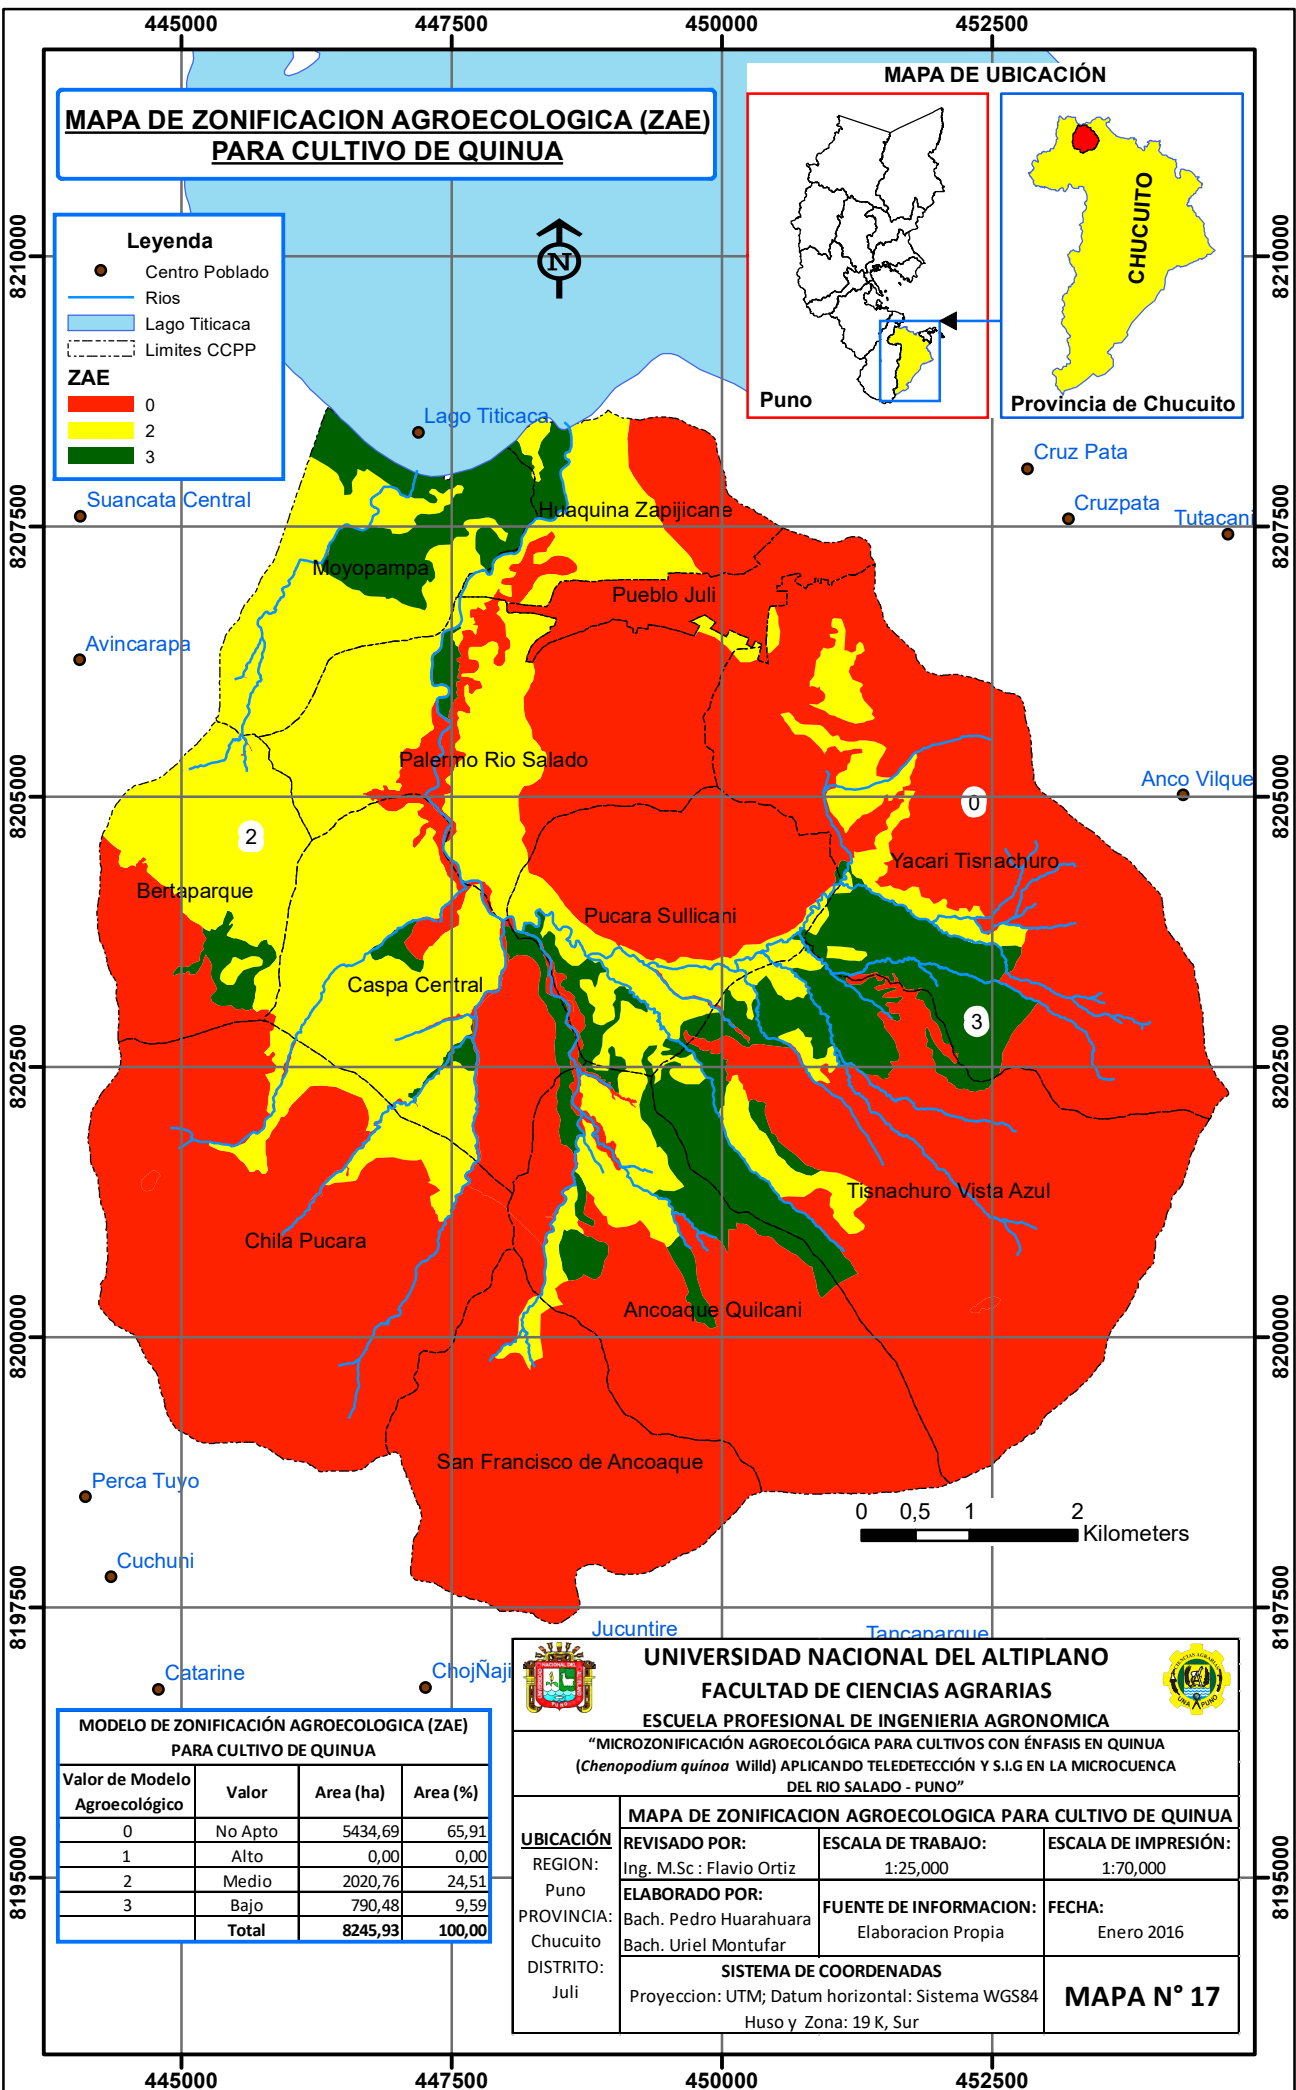 445000
447500
450000
452500
MAPA DE ZONIFICACION AGROECOLOGICA (ZAE)
PARA CULTIVO DE QUINUA
MAPA DE UBICACIÓN
CHUCUITO
Puno
Provincia de Chucuito
Leyenda
Centro Poblado
Rios
Lago Titicaca
Limites CCPP
ZAE
0
2
3
N
8210000
8210000
Lago Titicaca
Cruz Pata
Suancata Central
Cruzpata
Tutacani
Huaquina Zapijicane
8207500
8207500
Moyopampa
Pueblo Juli
Avincarapa
Palermo Rio Salado
Anco Vilque
8205000
8205000
0
2
Yacari Tisnachuro
Bertaparque
Pucara Sullicani
Caspa Central
3
8202500
8202500
Tisnachuro Vista Azul
Chila Pucara
Ancoaque Quilcani
8200000
8200000
San Francisco de Ancoaque
Perca Tuyo
0 0,5 1 2
Kilometers
Cuchuni
8197500
8197500
Jucuntire
Tancaparque
Catarine
ChojÑaji
MODELO DE ZONIFICACIÓN AGROECOLOGICA (ZAE)
PARA CULTIVO DE QUINUA
Valor de Modelo Agroecológico Valor Area (ha) Area (%)
0 No Apto 5434,69 65,91
1 Alto 0,00 0,00
2 Medio 2020,76 24,51
3 Bajo 790,48 9,59
Total 8245,93 100,00
UNIVERSIDAD NACIONAL DEL ALTIPLANO
FACULTAD DE CIENCIAS AGRARIAS
ESCUELA PROFESIONAL DE INGENIERIA AGRONOMICA
“MICROZONIFICACIÓN AGROECOLÓGICA PARA CULTIVOS CON ÉNFASIS EN QUINUA
(Chenopodium quínoa Willd) APLICANDO TELEDETECCIÓN Y S.I.G EN LA MICROCUENCA
DEL RIO SALADO - PUNO”
MAPA DE ZONIFICACION AGROECOLOGICA PARA CULTIVO DE QUINUA
UBICACIÓN
REGION:
Puno
PROVINCIA:
Chucuito
DISTRITO:
Juli
REVISADO POR:
Ing. M.Sc : Flavio Ortiz
ESCALA DE TRABAJO:
1:25,000
ESCALA DE IMPRESIÓN:
1:70,000
ELABORADO POR:
Bach. Pedro Huarahuara
Bach. Uriel Montufar
FUENTE DE INFORMACION:
Elaboracion Propia
FECHA:
Enero 2016
SISTEMA DE COORDENADAS
Proyeccion: UTM; Datum horizontal: Sistema WGS84
Huso y Zona: 19 K, Sur
MAPA N° 17
8195000
8195000
445000
447500
450000
452500